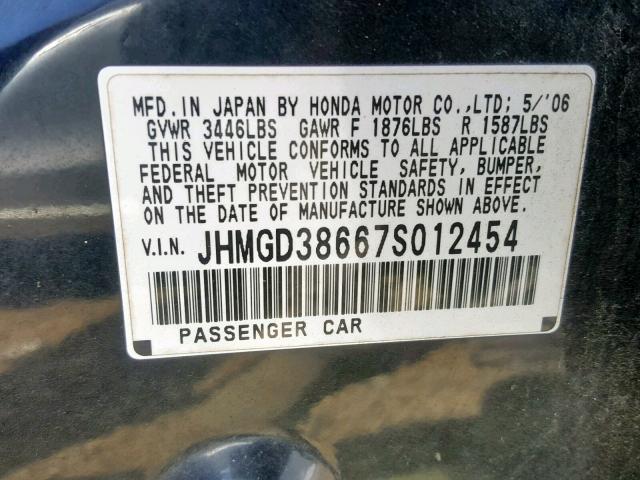 MFD. IN JAPAN BY HONDA MOTOR CO.,LTD; 5/'06
GVWR 3446LBS GAWR F 1876LBS R 1587LBS
THIS VEHICLE CONFORMS TO ALL APPLICABLE
FEDERAL MOTOR VEHICLE SAFETY, BUMPER,
AND THEFT PREVENTION STANDARDS IN EFFECT
ON THE DATE OF MANUFACTURE SHOWN ABOVE.
V.I.N. JHMGD38667S012454
PASSENGER CAR